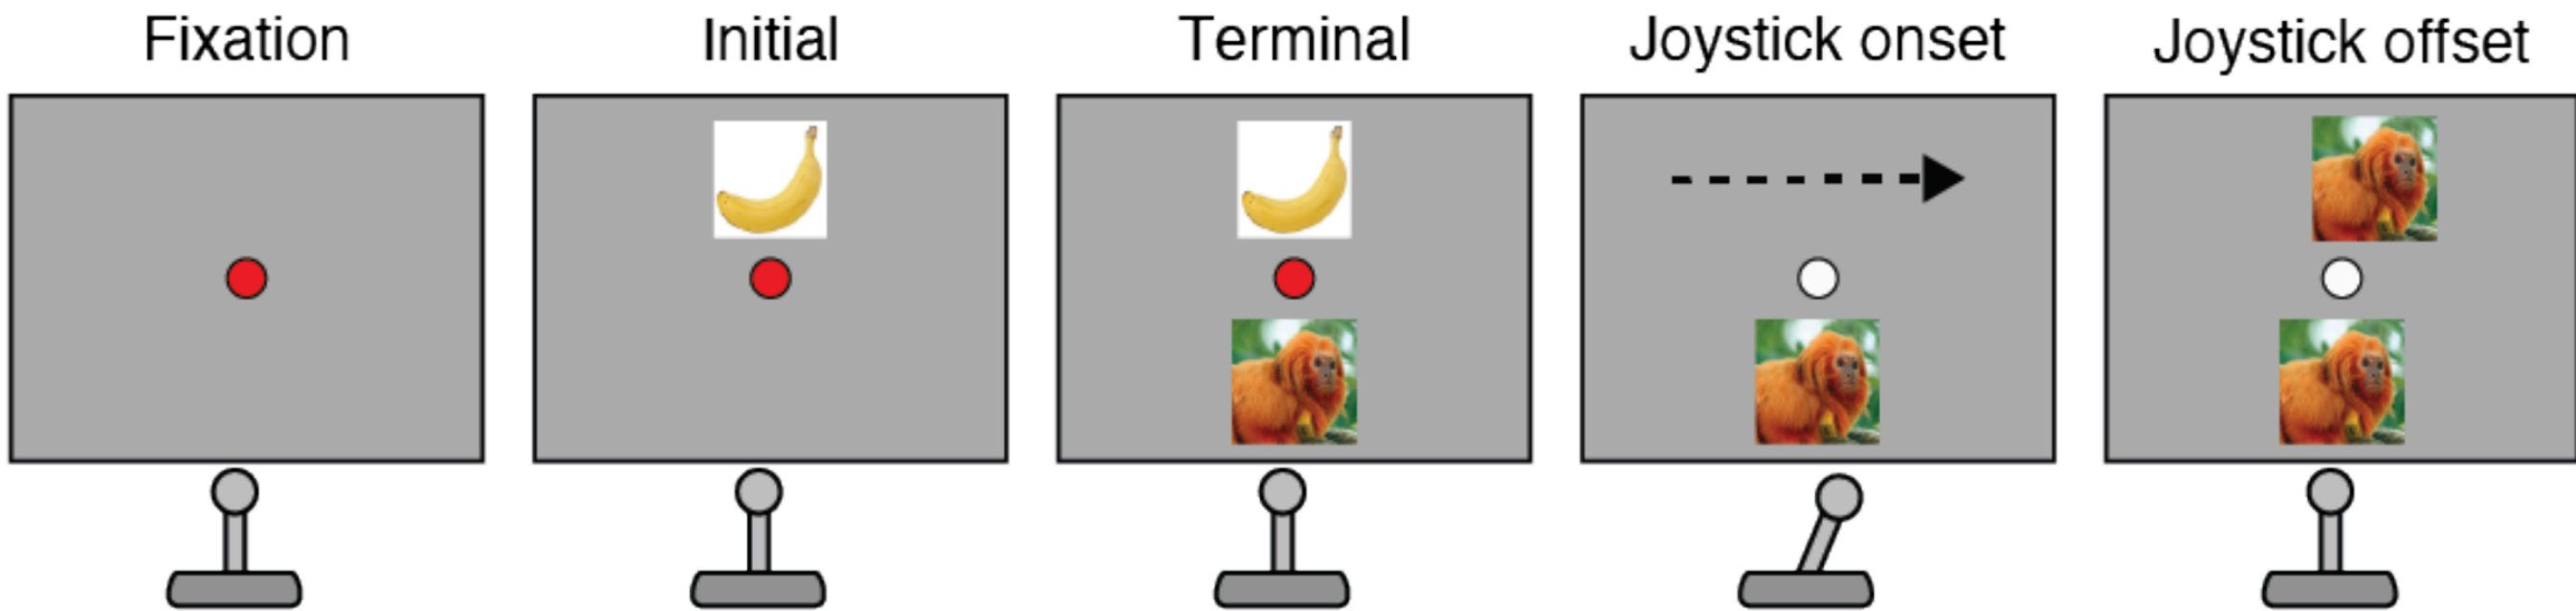 Fixation
Initial
Terminal
Joystick onset
Joystick offset